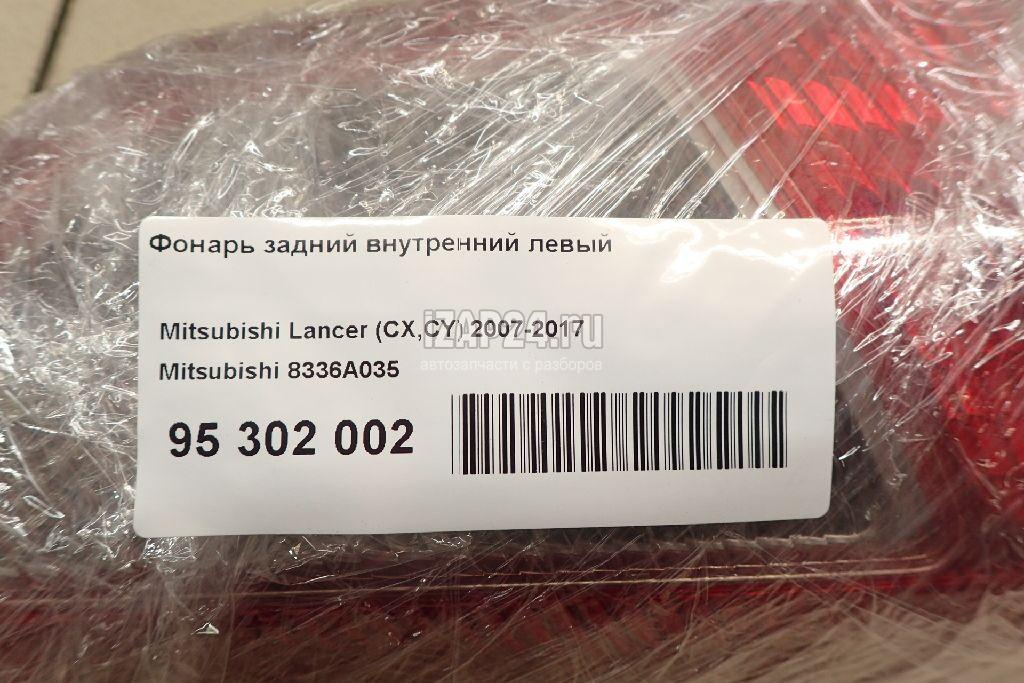 Фонарь задний внутренний левый
Mitsubishi Lancer (CX,CY) 2007-2017
iZAP24.ru
Mitsubishi 8336A035
автозапчасти с разборов
95 302 002